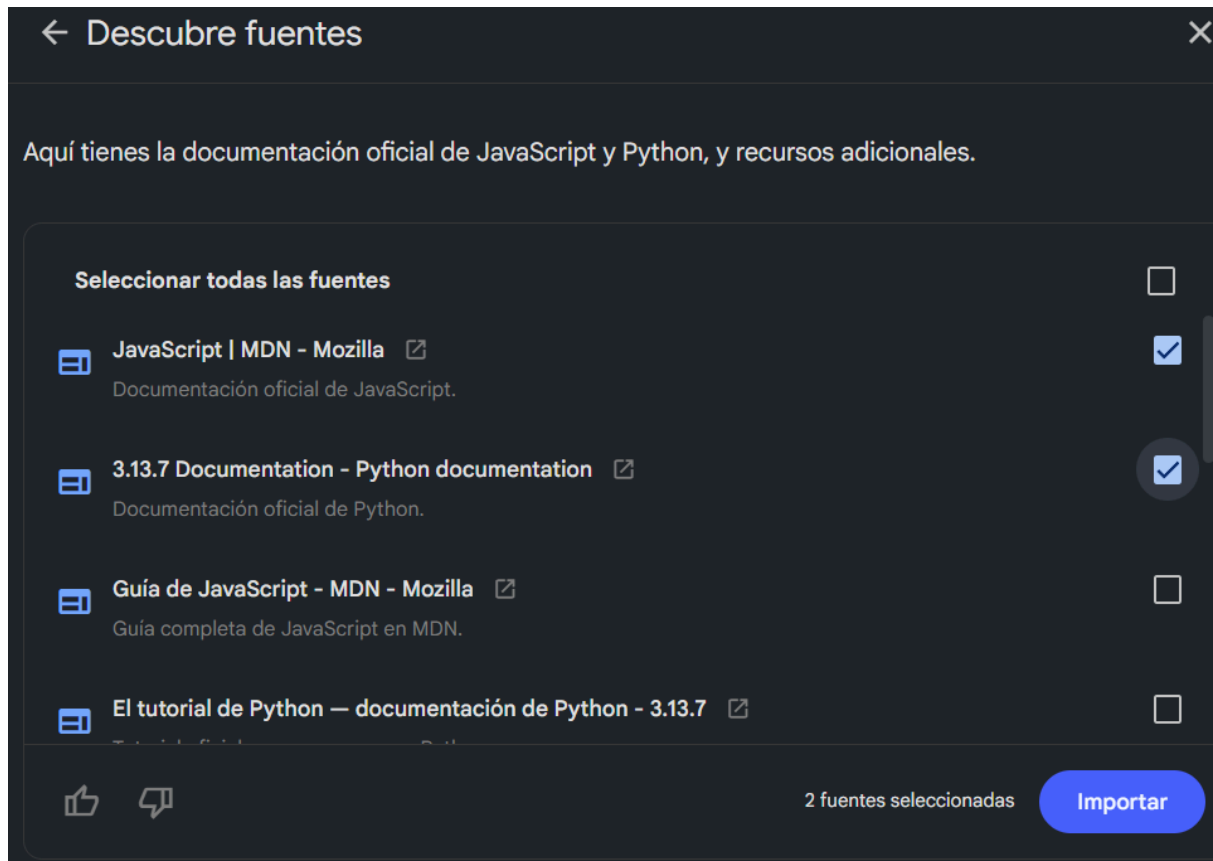 Descubre fuentes
Aquí tienes la documentación oficial de JavaScript y Python, y recursos adicionales.
Seleccionar todas las fuentes
JavaScript | MDN - Mozilla
Documentación oficial de JavaScript.
3.13.7 Documentation - Python documentation
Documentación oficial de Python.
Guía de JavaScript - MDN - Mozilla
Guía completa de JavaScript en MDN.
El tutorial de Python — documentación de Python - 3.13.7
2 fuentes seleccionadas
Importar